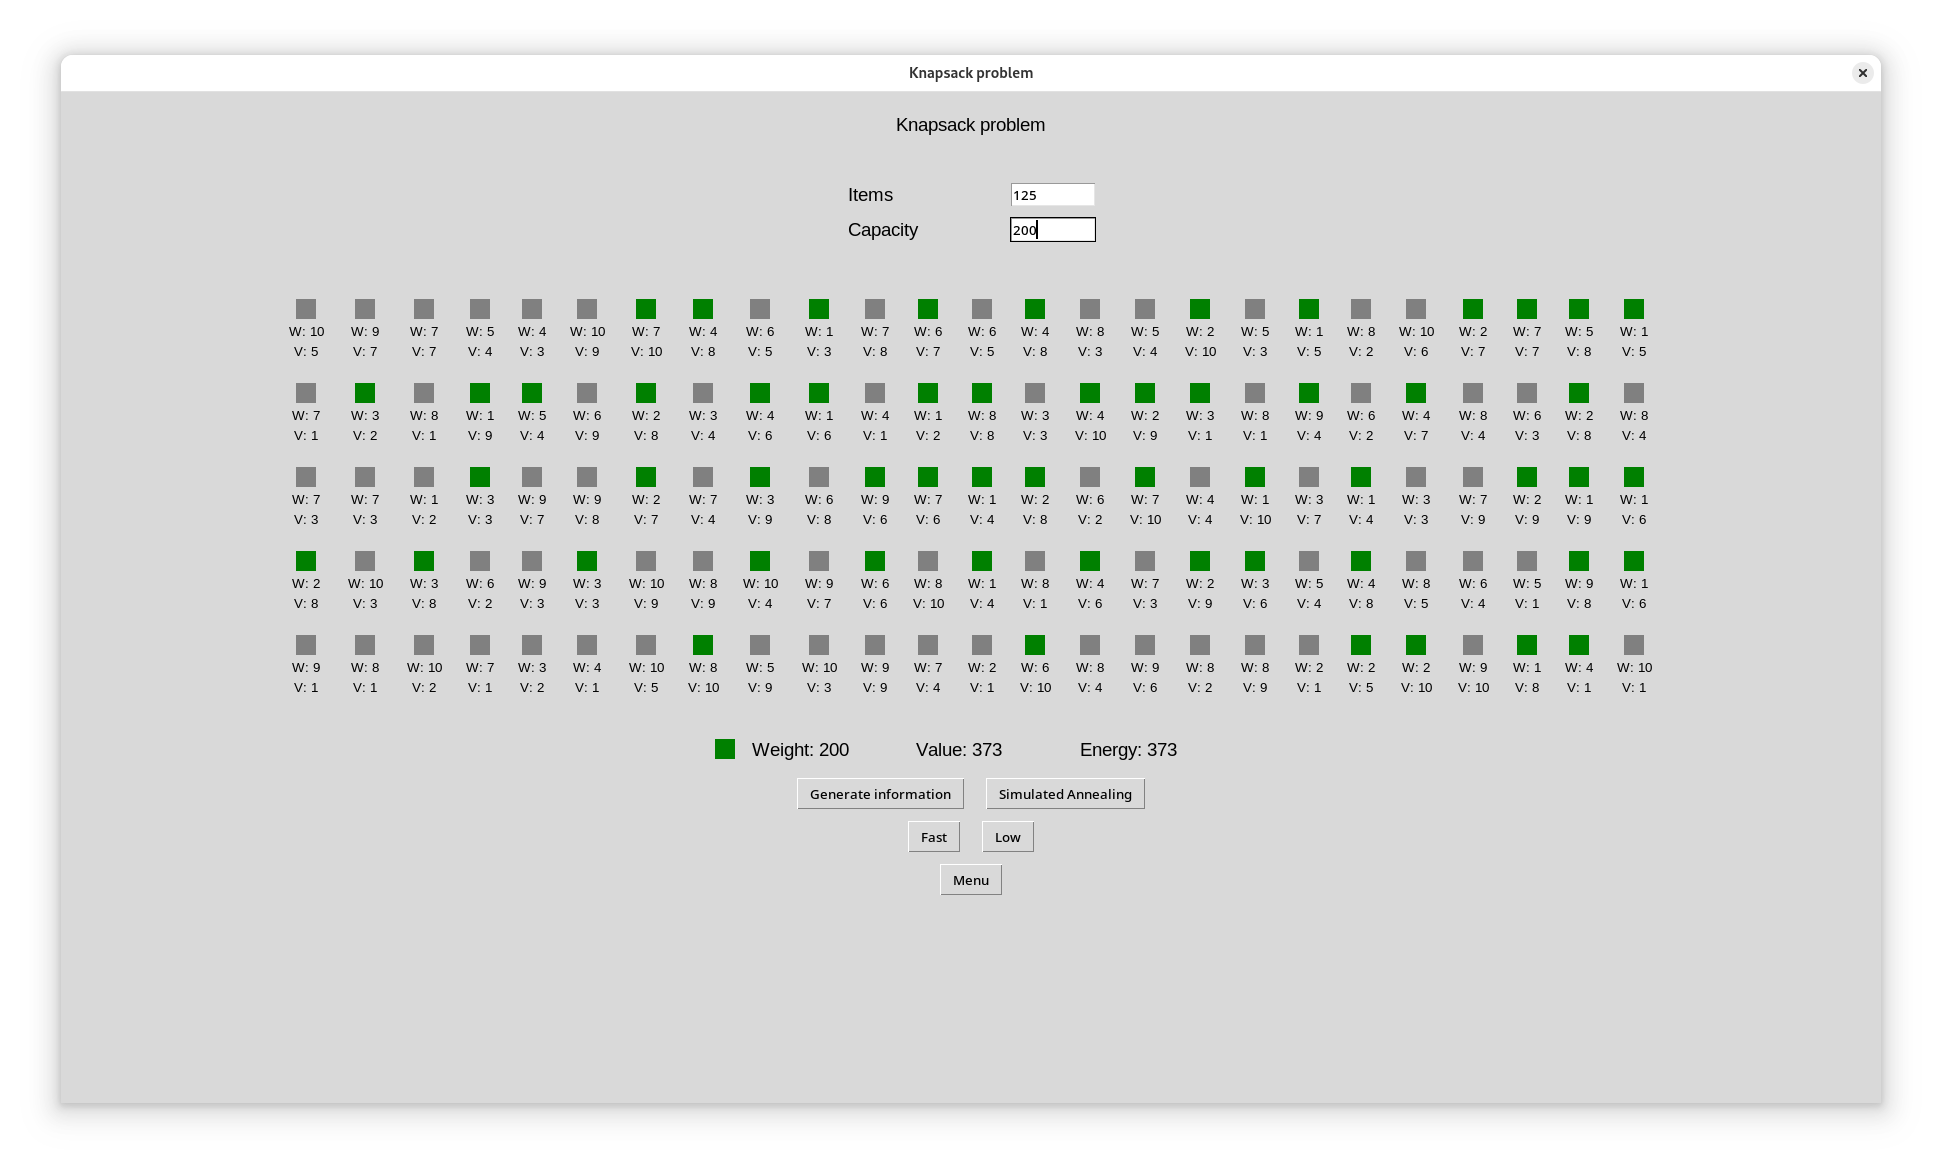 Knapsack problem
Knapsack problem
Items 125
Capacity 200
W: 10 W: 9 W: 7 W: 5 W: 4 W: 10 W: 7 W: 4 W: 6 W: 1 W: 7 W: 6 W: 6 W: 4 W: 8 W: 5 W: 2 W: 5 W: 1 W: 8 W: 10 W: 2 W: 7 W: 5 W: 1
V: 5 V: 7 V: 7 V: 4 V: 3 V: 9 V: 10 V: 8 V: 5 V: 3 V: 8 V: 7 V: 5 V: 8 V: 3 V: 4 V: 10 V: 3 V: 5 V: 2 V: 6 V: 7 V: 7 V: 8 V: 5
W: 7 W: 3 W: 8 W: 1 W: 5 W: 6 W: 2 W: 3 W: 4 W: 1 W: 4 W: 1 W: 8 W: 3 W: 4 W: 2 W: 3 W: 8 W: 9 W: 6 W: 4 W: 8 W: 6 W: 2 W: 8
V: 1 V: 2 V: 1 V: 9 V: 4 V: 9 V: 8 V: 4 V: 6 V: 6 V: 1 V: 2 V: 8 V: 3 V: 10 V: 9 V: 1 V: 1 V: 4 V: 2 V: 7 V: 4 V: 3 V: 8 V: 4
W: 7 W: 7 W: 1 W: 3 W: 9 W: 9 W: 2 W: 7 W: 3 W: 6 W: 9 W: 7 W: 1 W: 2 W: 6 W: 7 W: 4 W: 1 W: 3 W: 1 W: 3 W: 7 W: 2 W: 1 W: 1
V: 3 V: 3 V: 2 V: 3 V: 7 V: 8 V: 7 V: 4 V: 9 V: 8 V: 6 V: 6 V: 4 V: 8 V: 2 V: 10 V: 4 V: 10 V: 7 V: 4 V: 3 V: 9 V: 9 V: 9 V: 6
W: 2 W: 10 W: 3 W: 6 W: 9 W: 3 W: 10 W: 8 W: 10 W: 9 W: 6 W: 8 W: 1 W: 8 W: 4 W: 7 W: 2 W: 3 W: 5 W: 4 W: 8 W: 6 W: 5 W: 9 W: 1
V: 8 V: 3 V: 8 V: 2 V: 3 V: 3 V: 9 V: 9 V: 4 V: 7 V: 6 V: 10 V: 4 V: 1 V: 6 V: 3 V: 9 V: 6 V: 4 V: 8 V: 5 V: 4 V: 1 V: 8 V: 6
W: 9 W: 8 W: 10 W: 7 W: 3 W: 4 W: 10 W: 8 W: 5 W: 10 W: 9 W: 7 W: 2 W: 6 W: 8 W: 9 W: 8 W: 8 W: 2 W: 2 W: 2 W: 9 W: 1 W: 4 W: 10
V: 1 V: 1 V: 2 V: 1 V: 2 V: 1 V: 5 V: 10 V: 9 V: 3 V: 9 V: 4 V: 1 V: 10 V: 4 V: 6 V: 2 V: 9 V: 1 V: 5 V: 10 V: 10 V: 8 V: 1 V: 1
Weight: 200 Value: 373 Energy: 373
Generate information Simulated Annealing
Fast Low
Menu